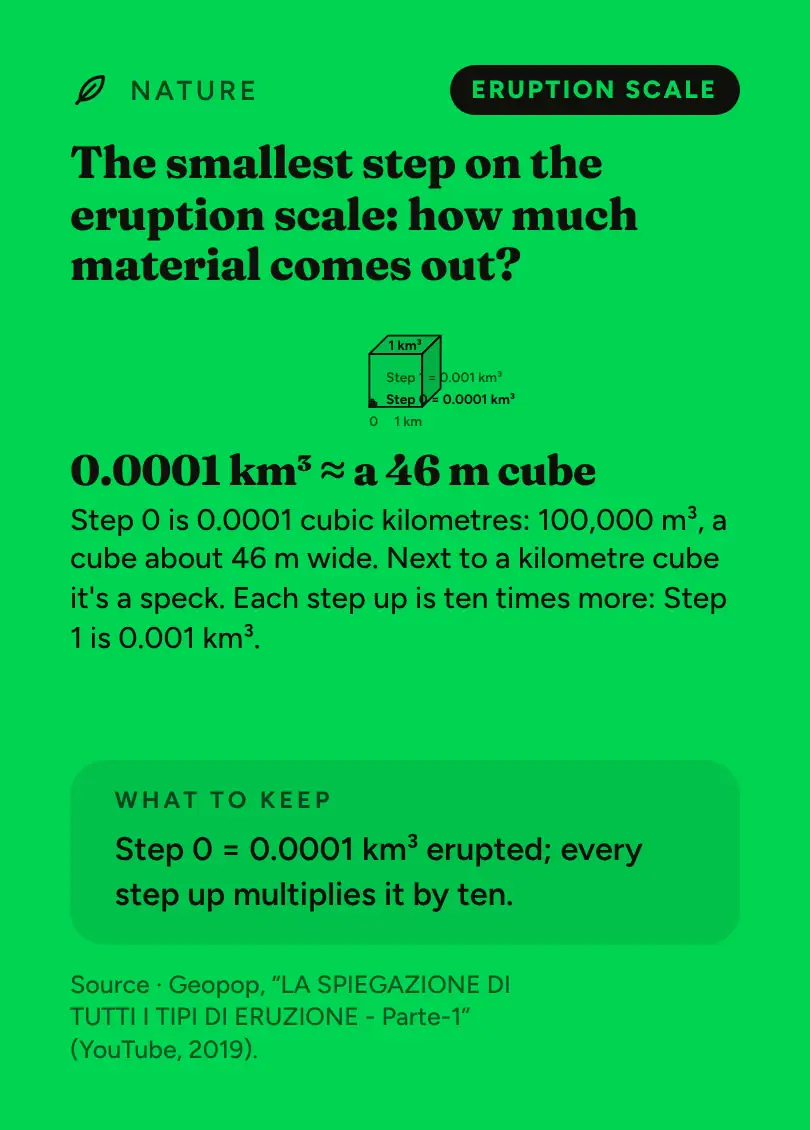 NATURE
ERUPTION SCALE
The smallest step on the
eruption scale: how much
material comes out?
1 km³
Step 1 = 0.001 km³
Step 0 = 0.0001 km³
0 1 km
0.0001 km³ ≈ a 46 m cube
Step 0 is 0.0001 cubic kilometres: 100,000 m³, a
cube about 46 m wide. Next to a kilometre cube
it's a speck. Each step up is ten times more: Step
1 is 0.001 km³.
WHAT TO KEEP
Step 0 = 0.0001 km³ erupted; every
step up multiplies it by ten.
Source · Geopop, “LA SPIEGAZIONE DI
TUTTI I TIPI DI ERUZIONE - Parte-1”
(YouTube, 2019).